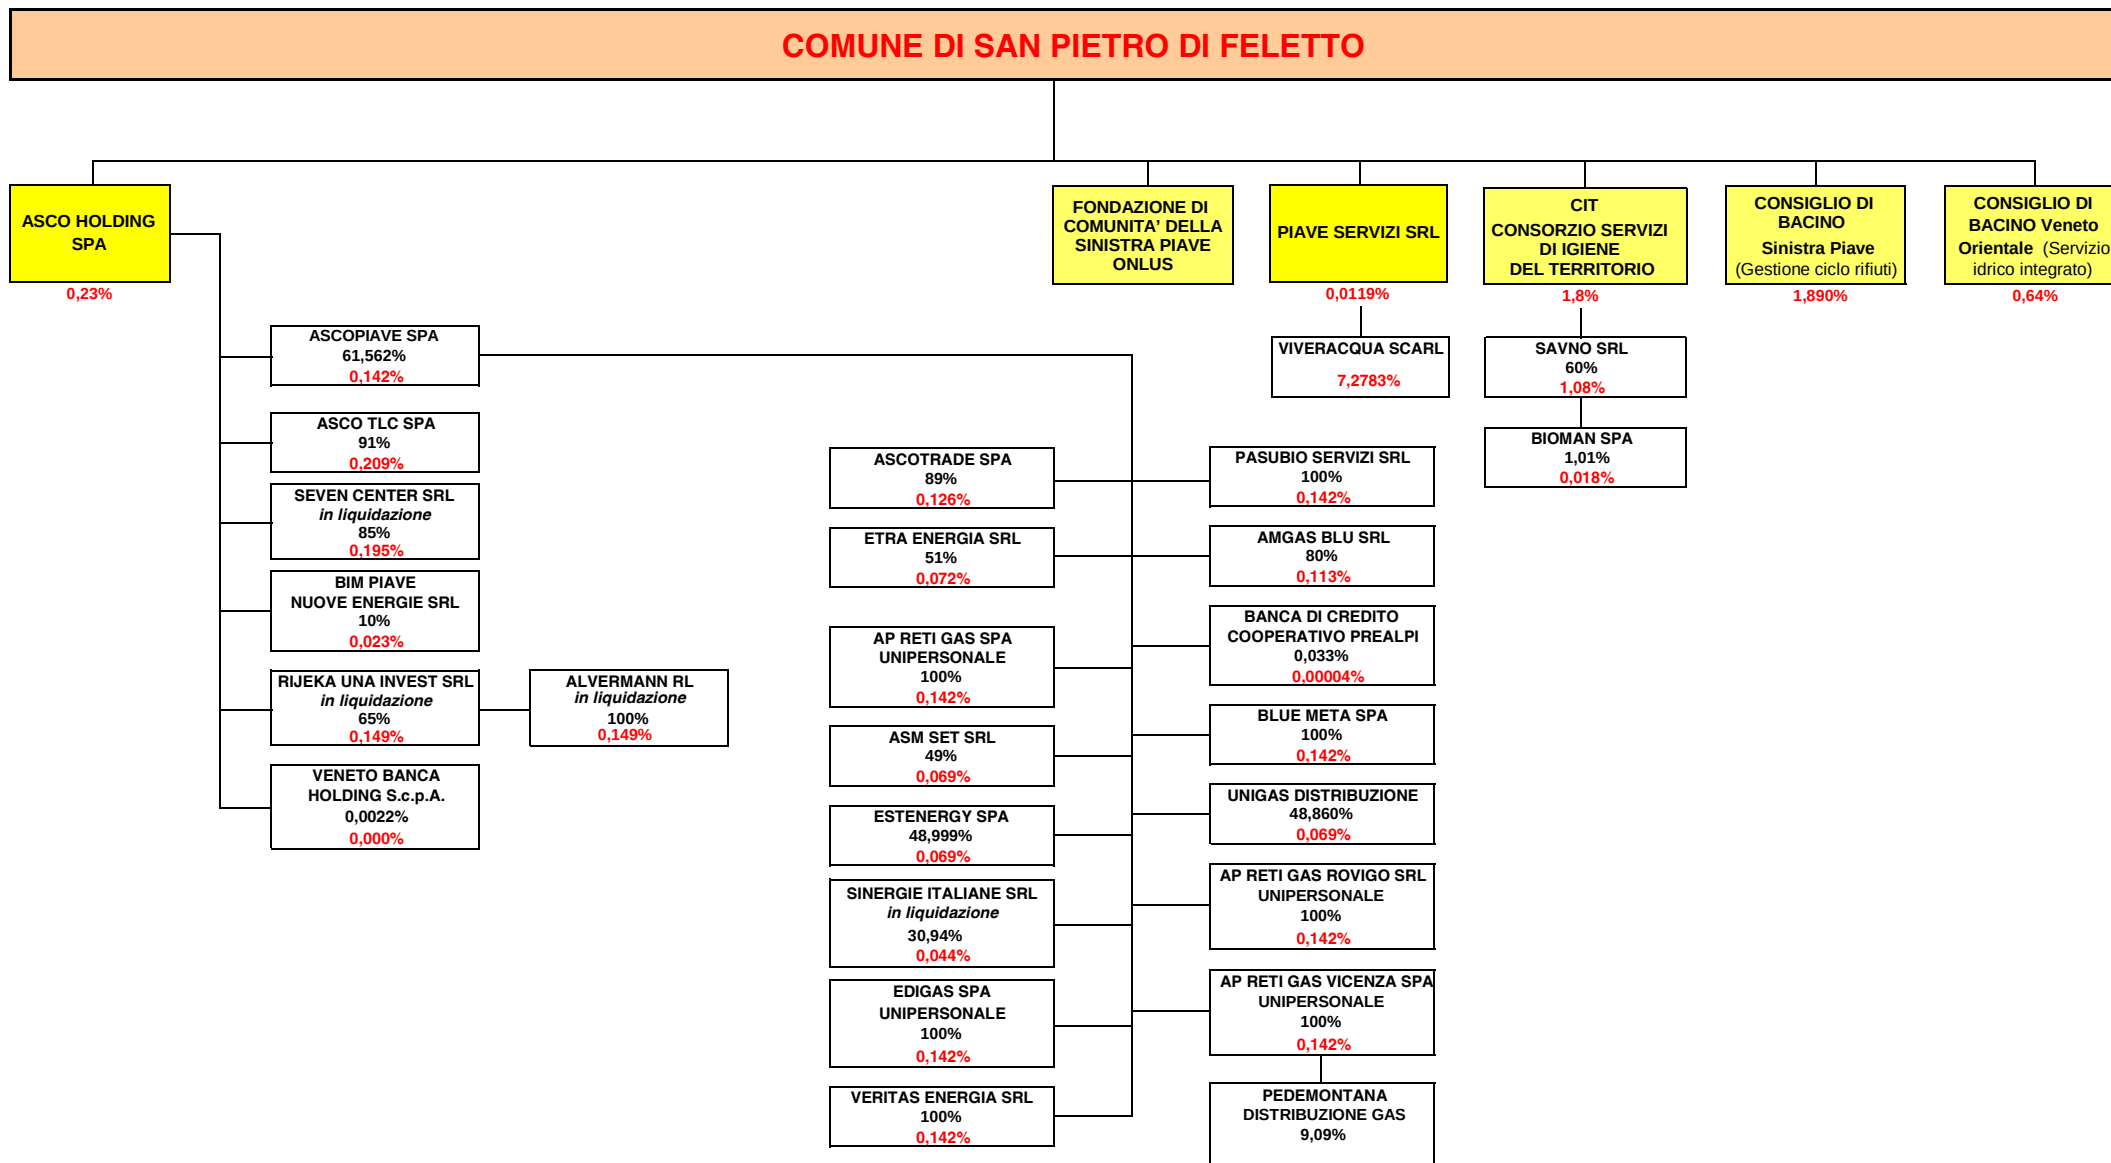 COMUNE DI SAN PIETRO DI FELETTO
ASCO HOLDING
SPA
0,23%
FONDAZIONE DI
COMUNITA' DELLA
SINISTRA PIAVE
ONLUS
PIAVE SERVIZI SRL
0,0119%
CIT
CONSORZIO SERVIZI
DI IGIENE
DEL TERRITORIO
1,8%
CONSIGLIO DI
BACINO
Sinistra Piave
(Gestione ciclo rifiuti)
1,890%
CONSIGLIO DI
BACINO Veneto
Orientale (Servizio
idrico integrato)
0,64%
ASCOPIAVE SPA
61,562%
0,142%
ASCO TLC SPA
91%
0,209%
SEVEN CENTER SRL
in liquidazione
85%
0,195%
BIM PIAVE
NUOVE ENERGIE SRL
10%
0,023%
RIJEKA UNA INVEST SRL
in liquidazione
65%
0,149%
ALVERMANN RL
in liquidazione
100%
0,149%
VENETO BANCA
HOLDING S.c.p.A.
0,0022%
0,000%
VIVERACQUA SCARL
7,2783%
SAVNO SRL
60%
1,08%
BIOMAN SPA
1,01%
0,018%
ASCOTRADE SPA
89%
0,126%
ETRA ENERGIA SRL
51%
0,072%
AP RETI GAS SPA
UNIPERSONALE
100%
0,142%
ASM SET SRL
49%
0,069%
ESTENERGY SPA
48,999%
0,069%
SINERGIE ITALIANE SRL
in liquidazione
30,94%
0,044%
EDIGAS SPA
UNIPERSONALE
100%
0,142%
VERITAS ENERGIA SRL
100%
0,142%
PASUBIO SERVIZI SRL
100%
0,142%
AMGAS BLU SRL
80%
0,113%
BANCA DI CREDITO
COOPERATIVO PREALPI
0,033%
0,00004%
BLUE META SPA
100%
0,142%
UNIGAS DISTRIBUZIONE
48,860%
0,069%
AP RETI GAS ROVIGO SRL
UNIPERSONALE
100%
0,142%
AP RETI GAS VICENZA SPA
UNIPERSONALE
100%
0,142%
PEDEMONTANA
DISTRIBUZIONE GAS
9,09%